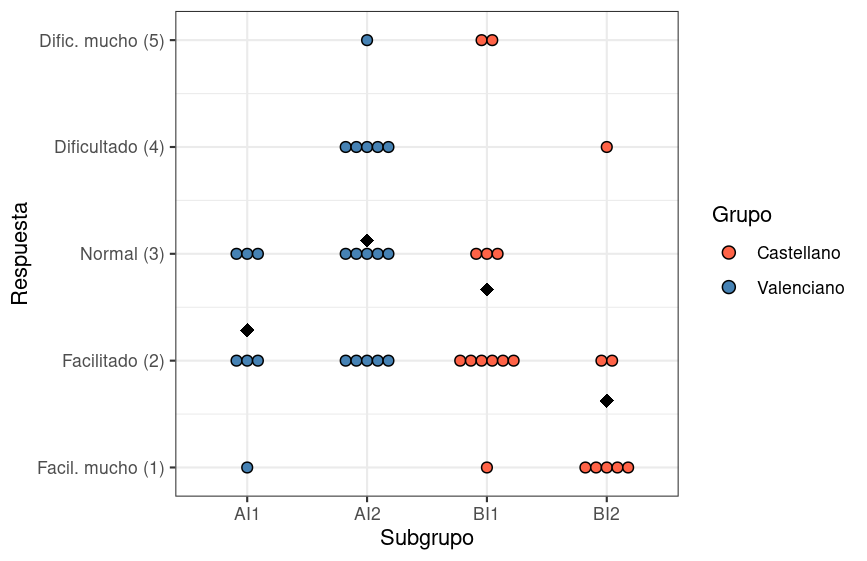 Dific. mucho (5)
Dificultado (4)
Normal (3)
Facilitado (2)
Facil. mucho (1)
Respuesta
AI1 AI2 BI1 BI2
Subgrupo
Grupo
Castellano
Valenciano